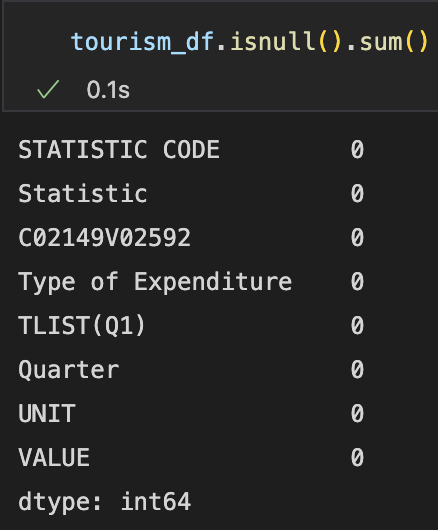 tourism_df.isnull().sum()
✓ 0.1s
STATISTIC CODE 0
Statistic 0
C02149V02592 0
Type of Expenditure 0
TLIST(Q1) 0
Quarter 0
UNIT 0
VALUE 0
dtype: int64